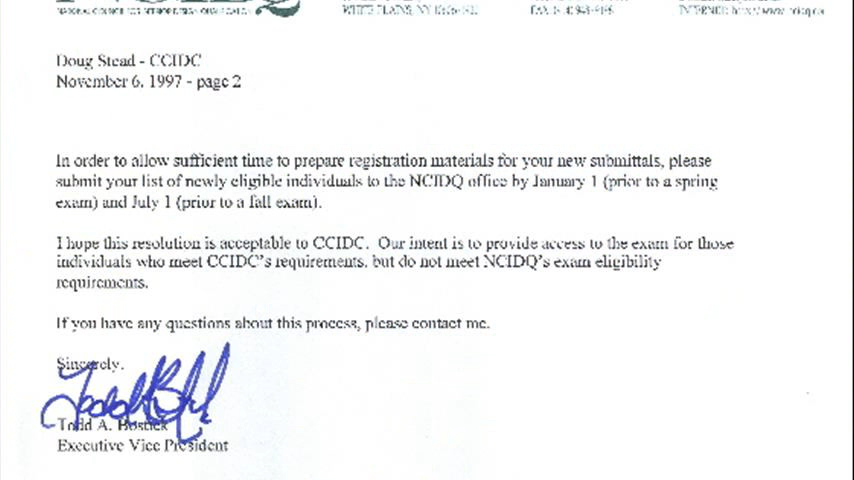 WHITE PLAINS, NY
Doug Stead - CCIDC
November 6, 1997 - page 2
In order to allow sufficient time to prepare registration materials for your new submittals, please
submit your list of newly eligible individuals to the NCIDQ office by January 1 (prior to a spring
exam) and July 1 (prior to a fall exam).
I hope this resolution is acceptable to CCIDC. Our intent is to provide access to the exam for those
individuals who meet CCIDC's requirements, but do not meet NCIDQ's exam eligibility
requirements.
If you have any questions about this process, please contact me.
Sincerely,
Todd A. Bostick
Executive Vice President